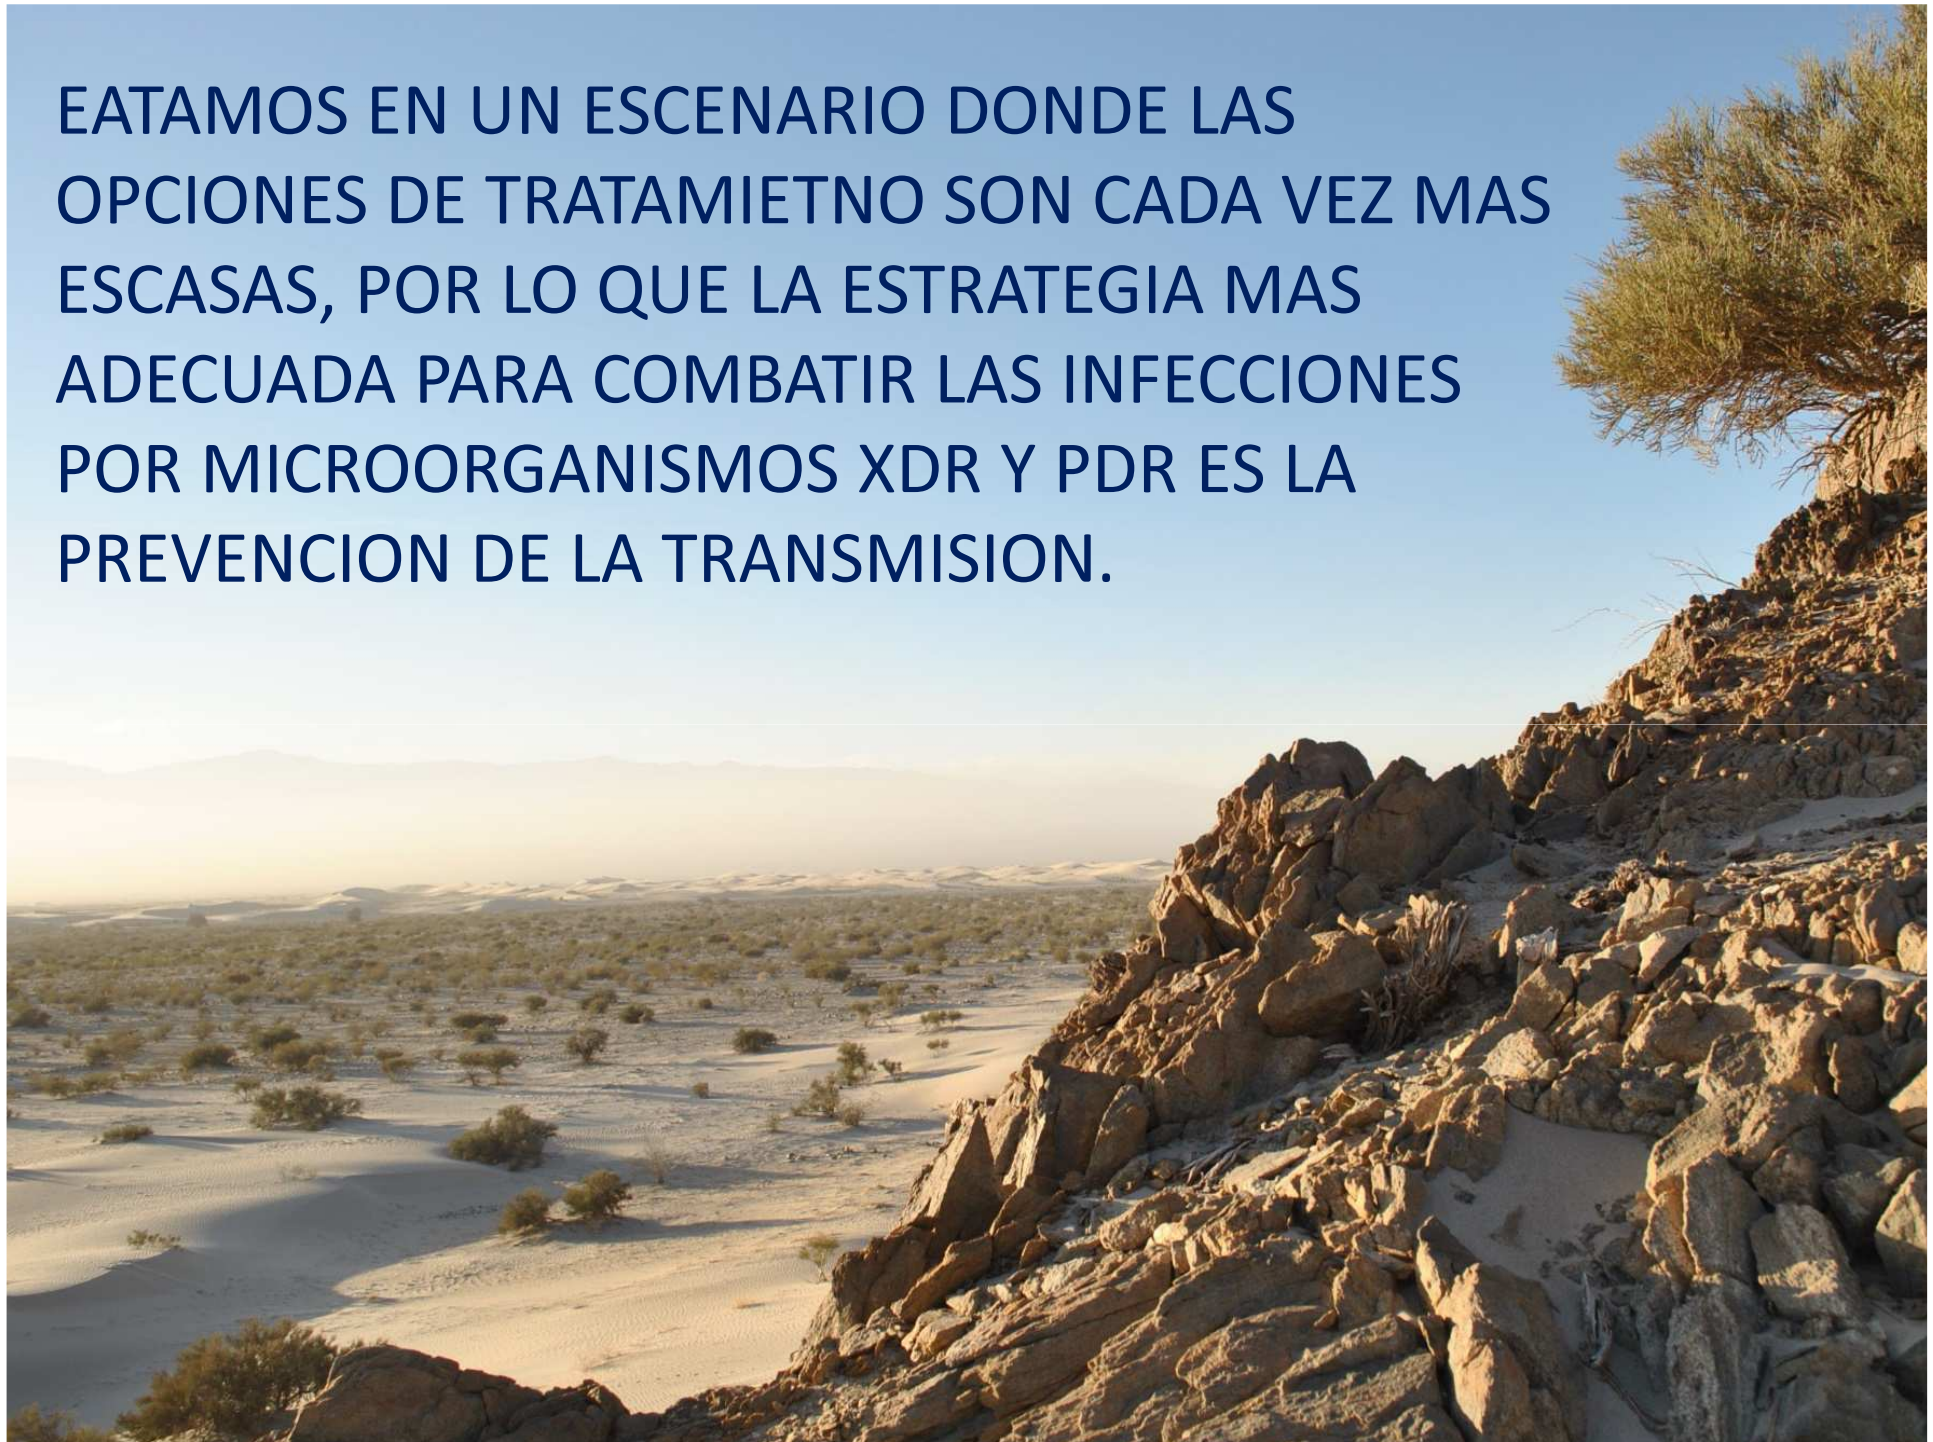 EATAMOS EN UN ESCENARIO DONDE LAS
OPCIONES DE TRATAMIETNO SON CADA VEZ MAS
ESCASAS, POR LO QUE LA ESTRATEGIA MAS
ADECUADA PARA COMBATIR LAS INFECCIONES
POR MICROORGANISMOS XDR Y PDR ES LA
PREVENCION DE LA TRANSMISION.